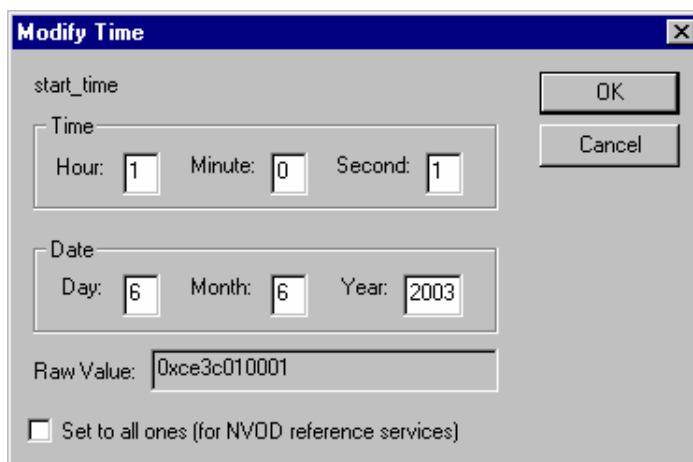 Modify Time
start_time
OK
Time
Hour: 1 Minute: 0 Second: 1
Cancel
Date
Day: 6 Month: 6 Year: 2003
Raw Value: 0xce3c010001
Set to all ones (for NVOD reference services)